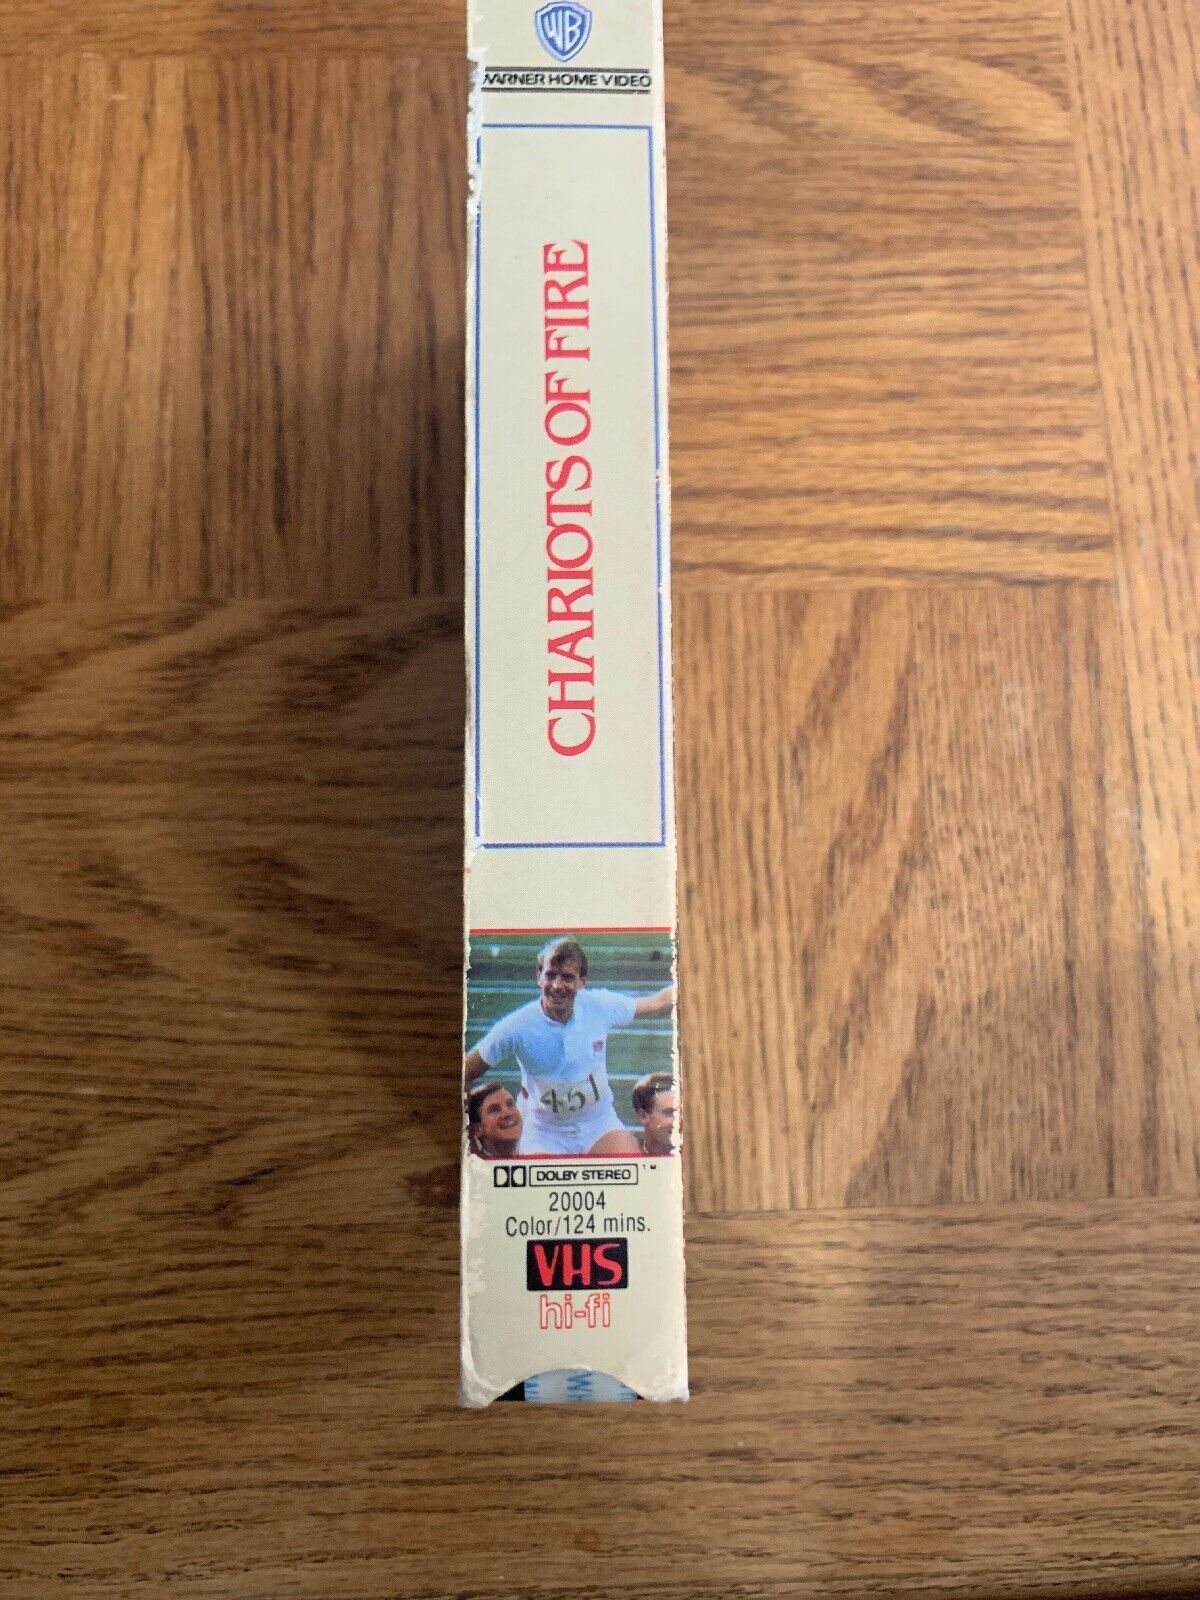 WB
WARNER HOME VIDEO
CHARIOTS OF FIRE
451
DOLBY STEREO
20004
Color/124 mins.
VHS
hi-fi